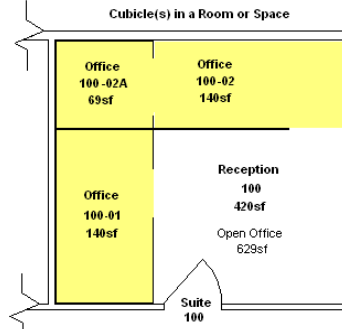 Cubicle(s) in a Room or Space
Office
100-02A
69sf
Office
100-02
140sf
Office
100-01
140sf
Reception
100
420sf
Open Office
629sf
Suite
100